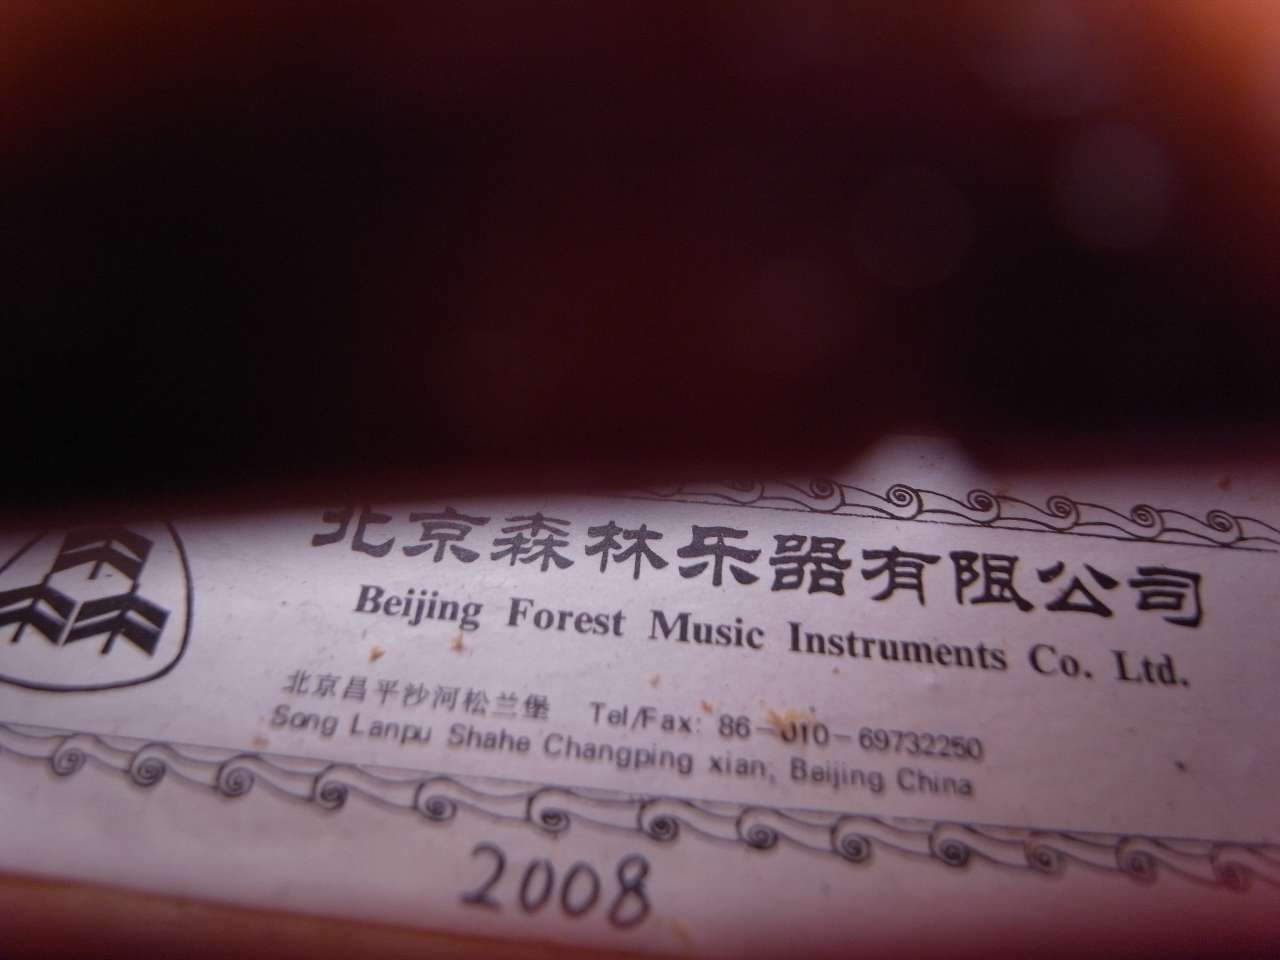 北京森林乐器有限公司
Beijing Forest Music Instruments Co. Ltd.
北京昌平沙河松兰堡 Tel/Fax: 86-010-69732250
Song Lanpu Shahe Changping xian, Beijing China
2008